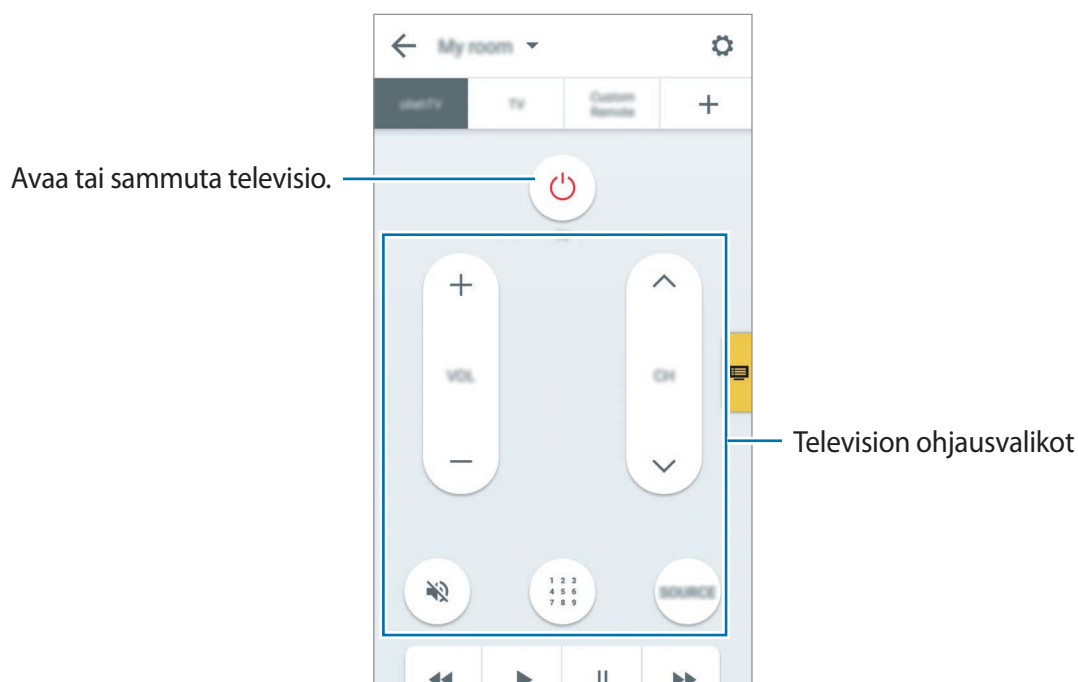 My room
TV
Custom
Remote
Avaa tai sammuta televisio.
VOL
CH
Television ohjausvalikot
1 2 3
4 5 6
7 8 9
SOURCE